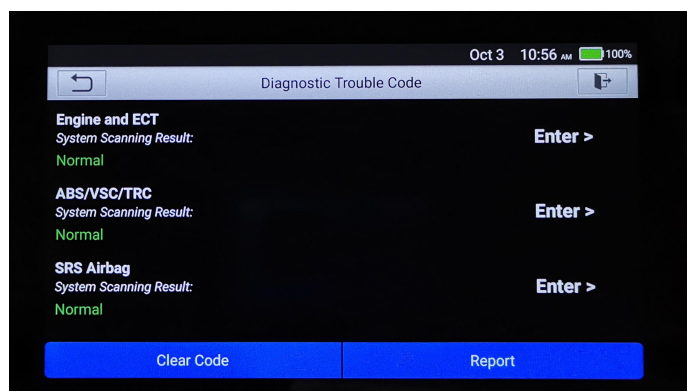 Oct 3 10:56 AM 100%
Diagnostic Trouble Code
Engine and ECT
System Scanning Result:
Enter >
Normal
ABS/VSC/TRC
System Scanning Result:
Enter >
Normal
SRS Airbag
System Scanning Result:
Enter >
Normal
Clear Code Report